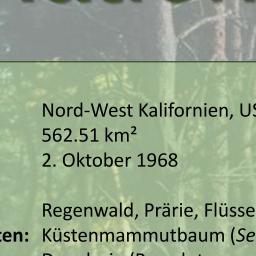 Nord-West Kalifornien, US
562.51 km²
2. Oktober 1968
Regenwald, Prärie, Flüsse
ten: Küstenmammutbaum (Se